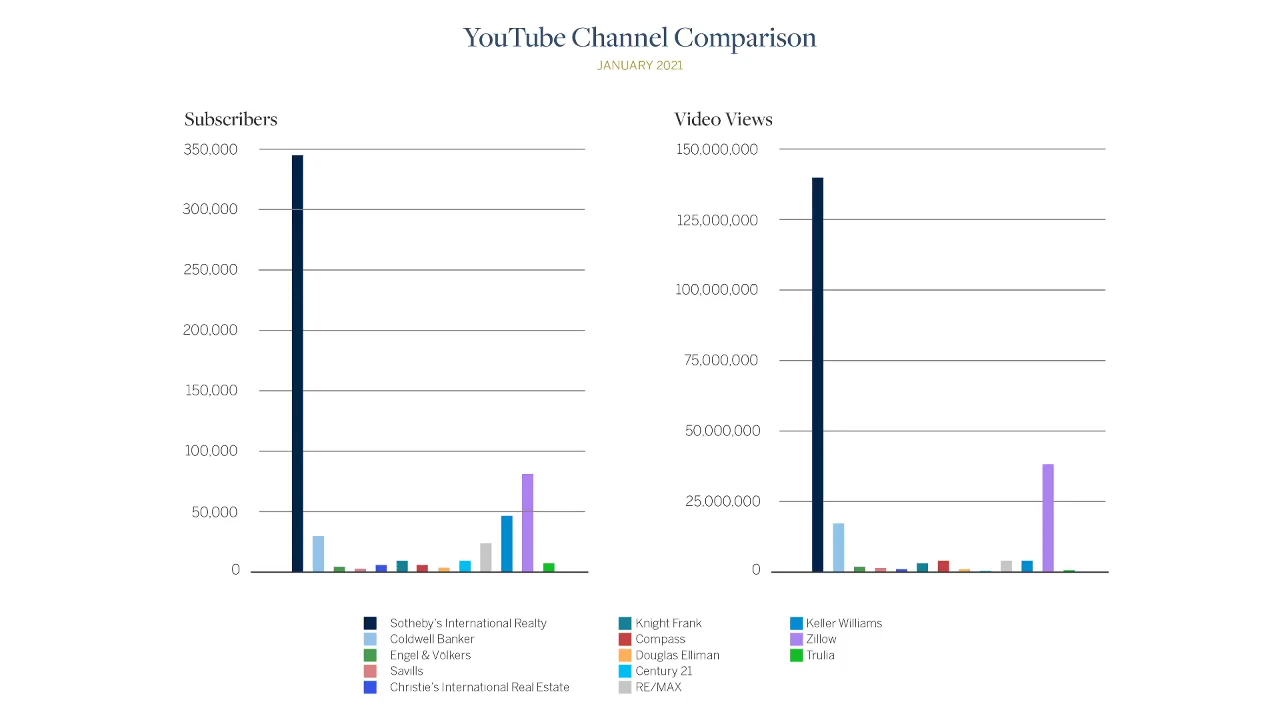 YouTube Channel Comparison
JANUARY 2021
Subscribers
350,000
300,000
250,000
200,000
150,000
100,000
50,000
0
Video Views
150,000,000
125,000,000
100,000,000
75,000,000
50,000,000
25,000,000
0
Sotheby's International Realty
Coldwell Banker
Engel & Völkers
Savills
Christie's International Real Estate
Knight Frank
Compass
Douglas Elliman
Century 21
RE/MAX
Keller Williams
Zillow
Trulia